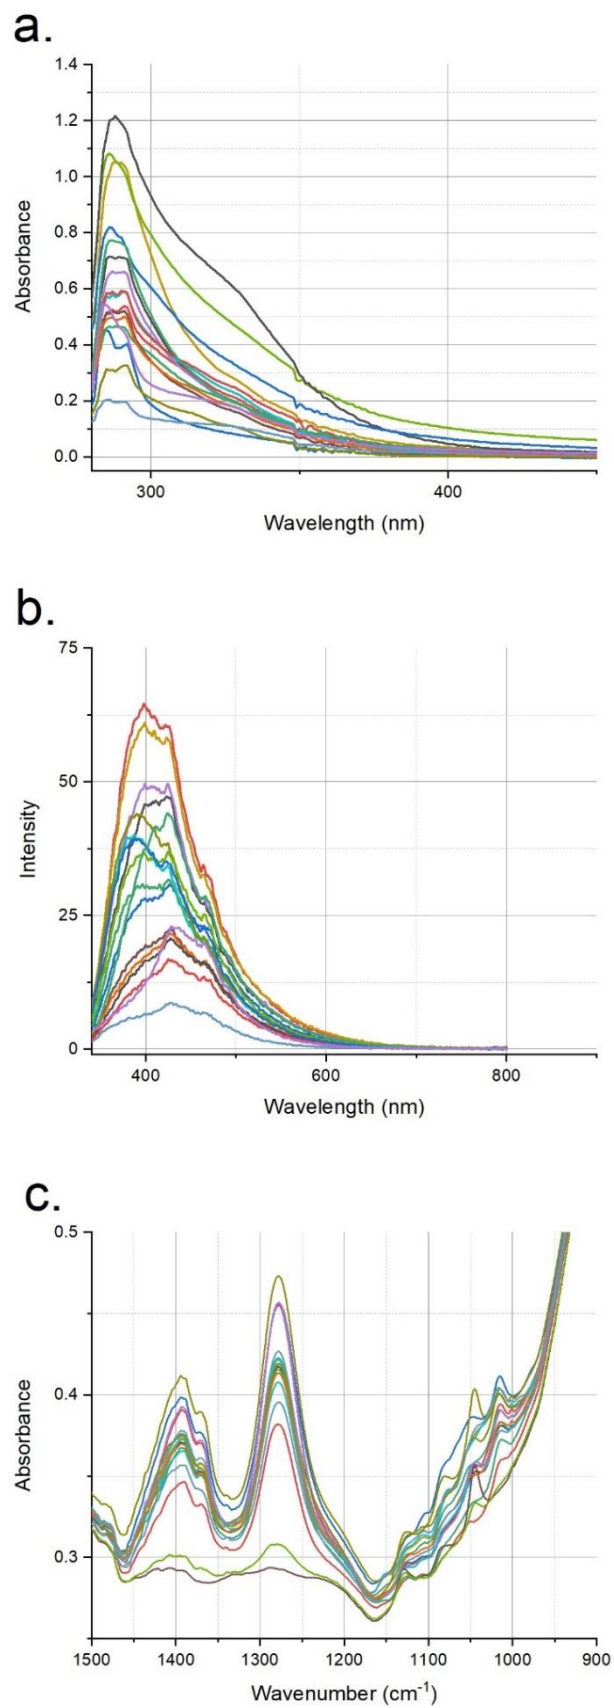 a.
1.4
1.2
1.0
0.8
0.6
0.4
0.2
0.0
Absorbance
300
400
Wavelength (nm)
b.
75
50
25
0
Intensity
400
600
800
Wavelength (nm)
c.
0.5
0.4
0.3
Absorbance
1500 1400 1300 1200 1100 1000 900
Wavenumber (cm⁻¹)